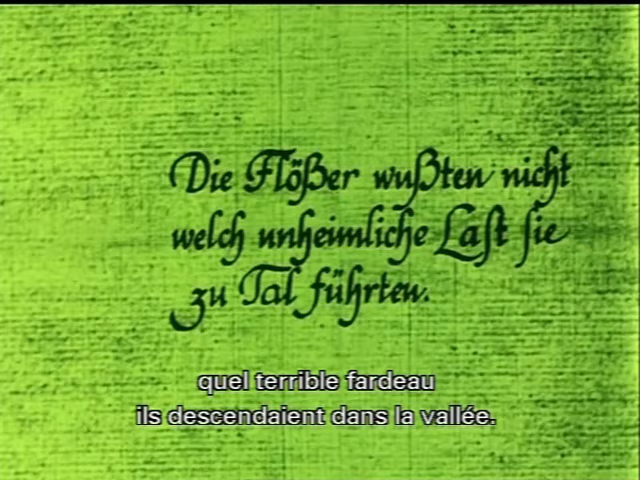 Die Flößer wußten nicht
welch unheimliche Last sie
zu Tal führten.
quel terrible fardeau
ils descendaient dans la vallée.